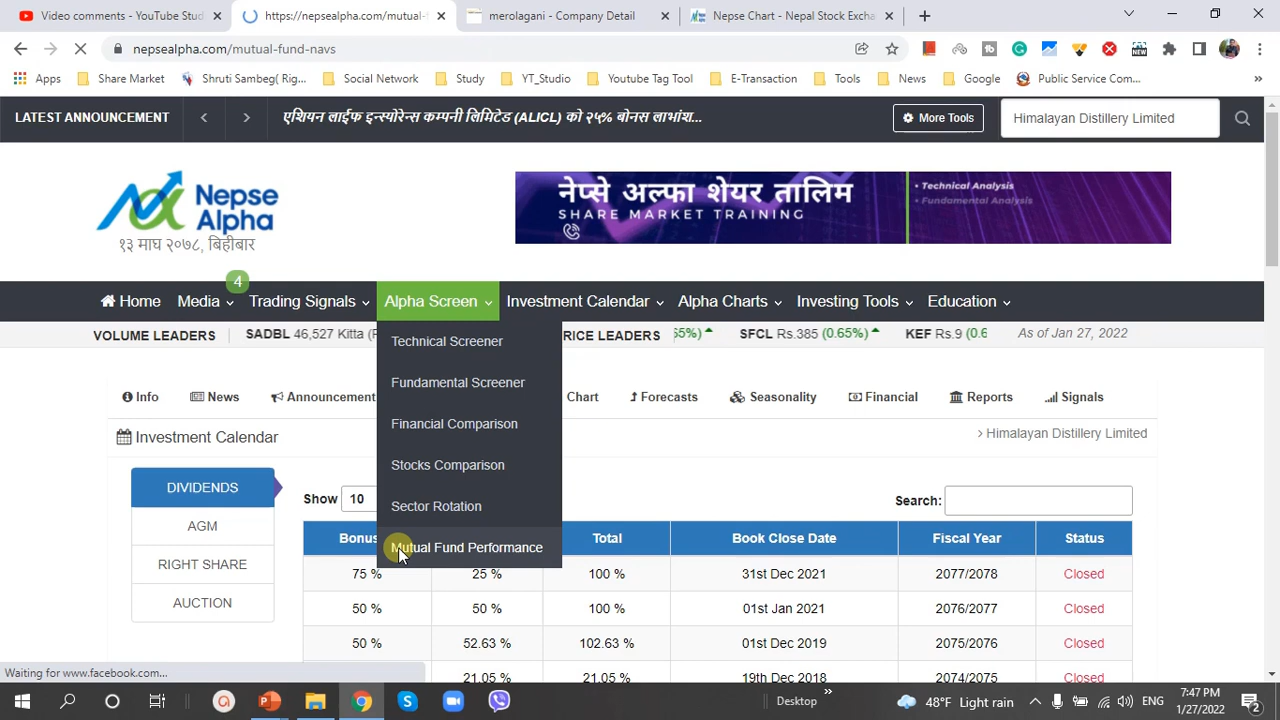 Video comments - YouTube Stud
https://nepsealpha.com/mutual-f
merolagani - Company Detail
Nepse Chart - Nepal Stock Excha
nepsealpha.com/mutual-fund-navs
Apps
Share Market
Shruti Sambeg( Rig...
Social Network
Study
YT_Studio
Youtube Tag Tool
E-Transaction
Tools
News
Google
Public Service Com...
LATEST ANNOUNCEMENT
एशियन लाईफ इन्स्योरेन्स कम्पनी लिमिटेड (ALICL) को २५% बोनस लाभांश...
More Tools
Himalayan Distillery Limited
Nepse Alpha
१३ माघ २०७८, बिहीबार
नेप्से अल्फा शेयर तालिम
SHARE MARKET TRAINING
• Technical Analysis
• Fundamental Analysis
Home
Media
4
Trading Signals
Alpha Screen
Investment Calendar
Alpha Charts
Investing Tools
Education
VOLUME LEADERS
SADBL 46,527 Kitta (R
RICE LEADERS
65%)
SFCL Rs.385 (0.65%)
KEF Rs.9 (0.6
As of Jan 27, 2022
Technical Screener
Fundamental Screener
Financial Comparison
Stocks Comparison
Sector Rotation
Mutual Fund Performance
Info
News
Announcement
Chart
Forecasts
Seasonality
Financial
Reports
Signals
Investment Calendar
Himalayan Distillery Limited
DIVIDENDS
AGM
RIGHT SHARE
AUCTION
Show 10
Search:
Bonus
Total
Book Close Date
Fiscal Year
Status
75 % 25 % 100 % 31st Dec 2021 2077/2078 Closed
50 % 50 % 100 % 01st Jan 2021 2076/2077 Closed
50 % 52.63 % 102.63 % 01st Dec 2019 2075/2076 Closed
21.05 % 21.05 % 19th Dec 2018 2074/2075 Closed
Waiting for www.facebook.com...
Desktop
48°F Light rain
ENG
7:47 PM
1/27/2022
2